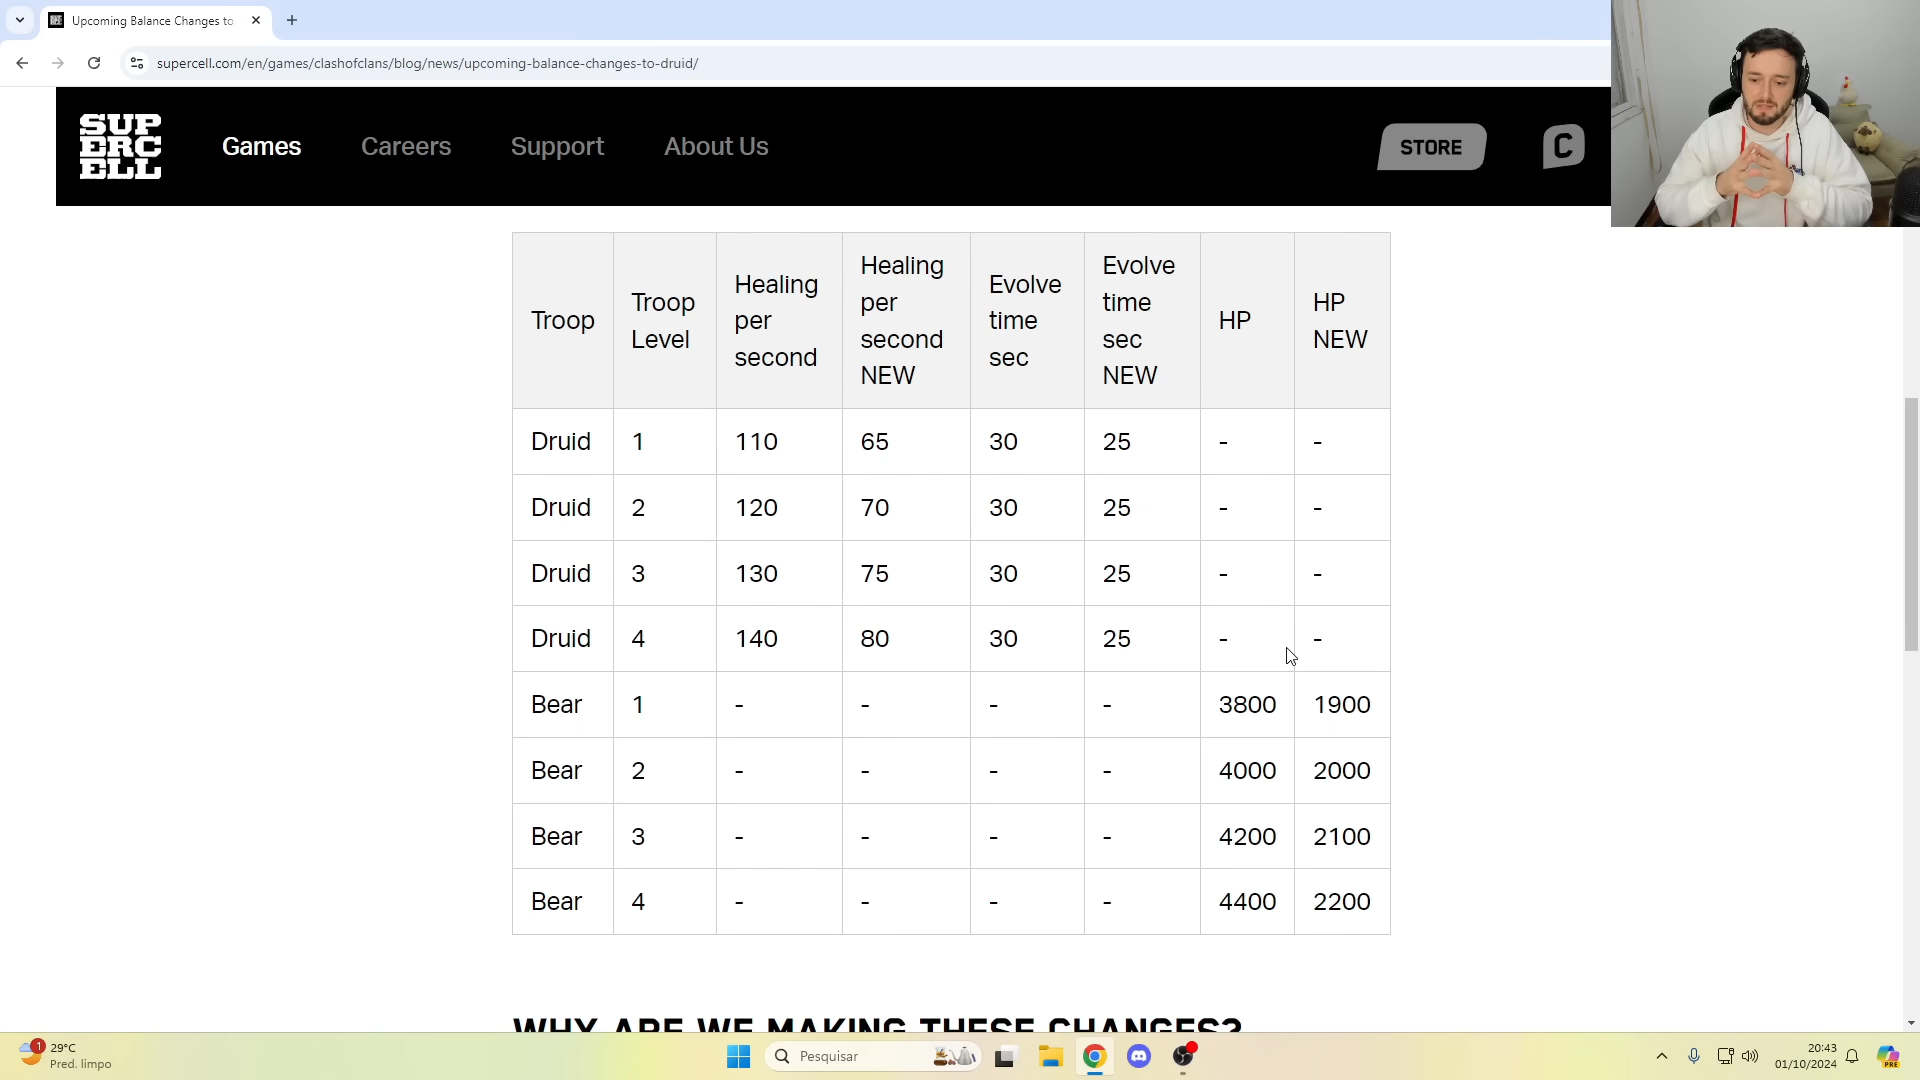 Upcoming Balance Changes to
supercell.com/en/games/clashofclans/blog/news/upcoming-balance-changes-to-druid/
SUP
ERC
ELL
Games
Careers
Support
About Us
STORE
C
Troop
Troop
Level
Healing
per
second
Healing
per
second
NEW
Evolve
time
sec
Evolve
time
sec
NEW
HP
HP
NEW
Druid 1 110 65 30 25 - -
Druid 2 120 70 30 25 - -
Druid 3 130 75 30 25 - -
Druid 4 140 80 30 25 - -
Bear 1 - - - - 3800 1900
Bear 2 - - - - 4000 2000
Bear 3 - - - - 4200 2100
Bear 4 - - - - 4400 2200
WHY ARE WE MAKING THESE CHANGES?
1
29°C
Pred. limpo
Pesquisar
20:43
01/10/2024
PRE